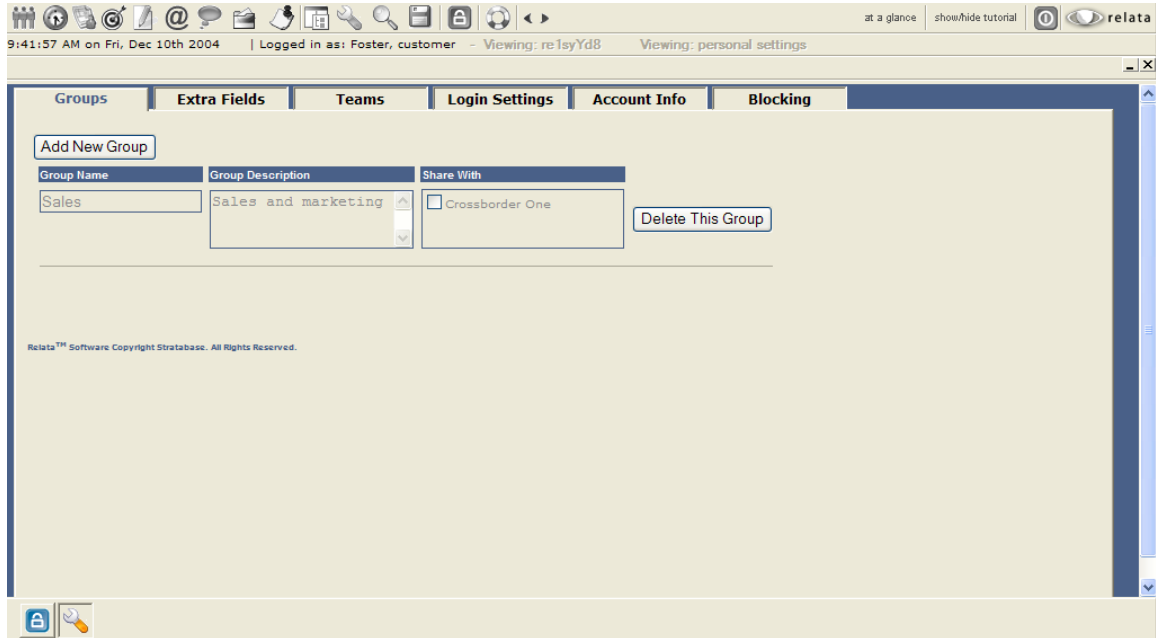 at a glance show/hide tutorial relata
9:41:57 AM on Fri, Dec 10th 2004 | Logged in as: Foster, customer - Viewing: re1syYd8 Viewing: personal settings
Groups Extra Fields Teams Login Settings Account Info Blocking
Add New Group
Group Name Group Description Share With
Sales Sales and marketing Crossborder One
Delete This Group
Relata™ Software Copyright Stratabase. All Rights Reserved.